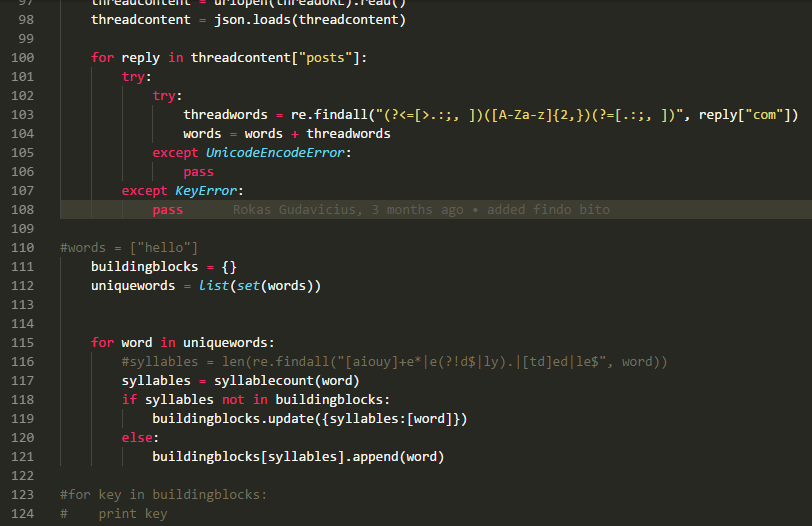 97 threadcontent = urlopen(threadURL).read()
98 threadcontent = json.loads(threadcontent)
99
100 for reply in threadcontent["posts"]:
101 try:
102 try:
103 threadwords = re.findall("(?<=[>.:;, ])([A-Za-z]{2,})(?=[.:;, ])", reply["com"])
104 words = words + threadwords
105 except UnicodeEncodeError:
106 pass
107 except KeyError:
108 pass Rokas Gudavicius, 3 months ago • added findo bito
109
110 #words = ["hello"]
111 buildingblocks = {}
112 uniquewords = list(set(words))
113
114
115 for word in uniquewords:
116 #syllables = len(re.findall("[aiouy]+e*|e(?!d$|ly).|[td]ed|le$", word))
117 syllables = syllablecount(word)
118 if syllables not in buildingblocks:
119 buildingblocks.update({syllables:[word]})
120 else:
121 buildingblocks[syllables].append(word)
122
123 #for key in buildingblocks:
124 # print key